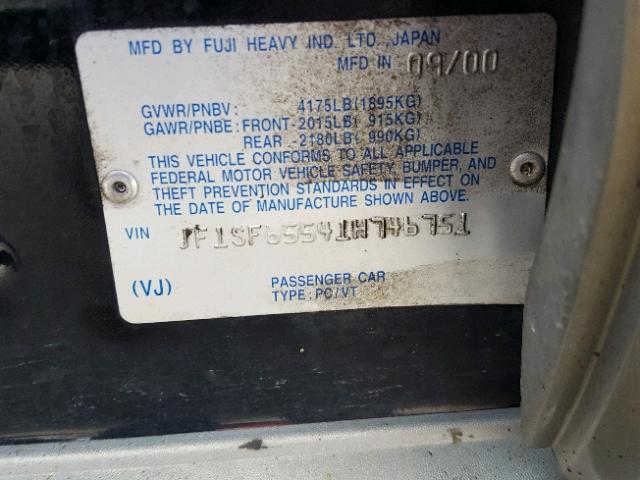 MFD BY FUJI HEAVY IND. LTD., JAPAN
MFD IN 09/00
GVWR/PNBV : 4175LB(1895KG)
GAWR/PNBE: FRONT-2015LB( 915KG)
REAR -2180LB( 990KG)
THIS VEHICLE CONFORMS TO ALL APPLICABLE
FEDERAL MOTOR VEHICLE SAFETY, BUMPER, AND
THEFT PREVENTION STANDARDS IN EFFECT ON
THE DATE OF MANUFACTURE SHOWN ABOVE.
VIN JF1SF65541H746751
(VJ) PASSENGER CAR
TYPE: PC/VT